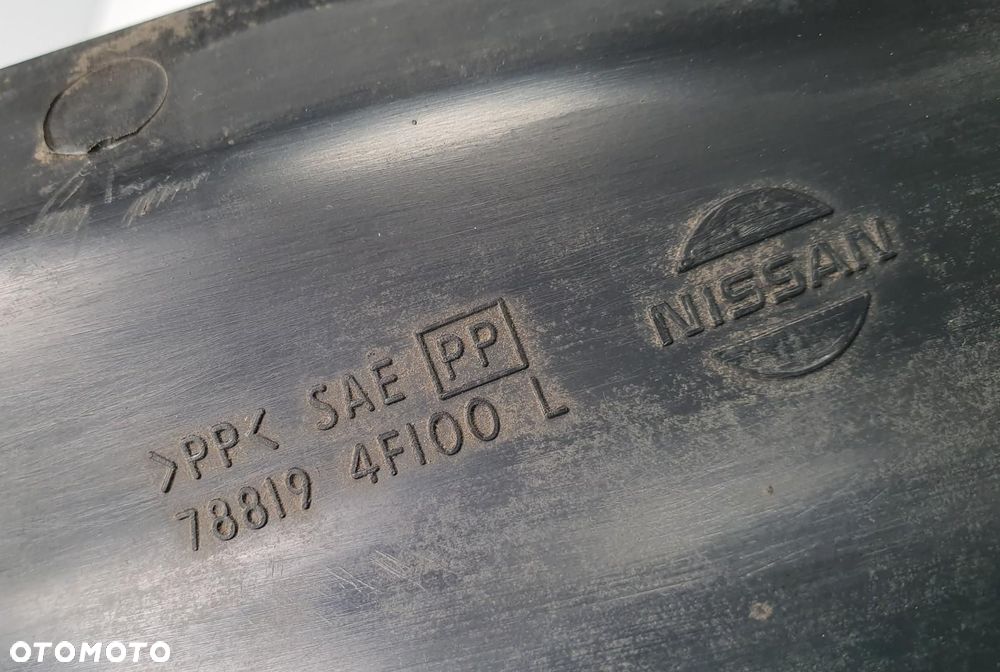 NISSAN
>PP< SAE PP
78819 4F100 L
OTOMOTO